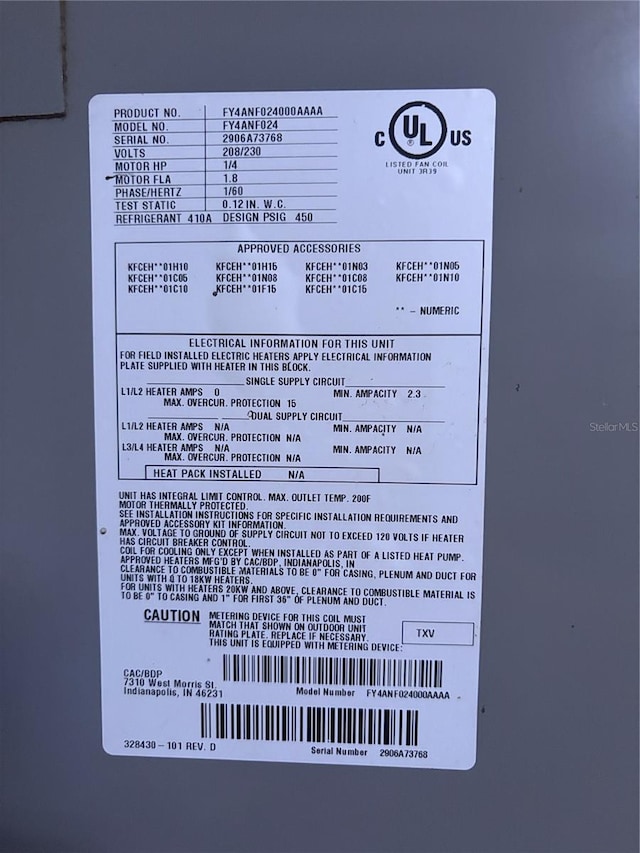 PRODUCT NO. FY4ANF024000AAAA
MODEL NO. FY4ANF024
SERIAL NO. 2906A73768
VOLTS 208/230
MOTOR HP 1/4
MOTOR FLA 1.8
PHASE/HERTZ 1/60
TEST STATIC 0.12 IN. W.C.
REFRIGERANT 410A DESIGN PSIG 450
C UL ® US
LISTED FAN COIL
UNIT 3R39
APPROVED ACCESSORIES
KFCEH**01H10 KFCEH**01H15 KFCEH**01N03 KFCEH**01N05
KFCEH**01C05 KFCEH**01N08 KFCEH**01C08 KFCEH**01N10
KFCEH**01C10 KFCEH**01F15 KFCEH**01C15
** - NUMERIC
ELECTRICAL INFORMATION FOR THIS UNIT
FOR FIELD INSTALLED ELECTRIC HEATERS APPLY ELECTRICAL INFORMATION
PLATE SUPPLIED WITH HEATER IN THIS BLOCK.
SINGLE SUPPLY CIRCUIT
L1/L2 HEATER AMPS 0 MIN. AMPACITY 2.3
MAX. OVERCUR. PROTECTION 15
DUAL SUPPLY CIRCUIT
L1/L2 HEATER AMPS N/A MIN. AMPACITY N/A
MAX. OVERCUR. PROTECTION N/A
L3/L4 HEATER AMPS N/A MIN. AMPACITY N/A
MAX. OVERCUR. PROTECTION N/A
HEAT PACK INSTALLED N/A
UNIT HAS INTEGRAL LIMIT CONTROL. MAX. OUTLET TEMP. 200F
MOTOR THERMALLY PROTECTED.
SEE INSTALLATION INSTRUCTIONS FOR SPECIFIC INSTALLATION REQUIREMENTS AND
APPROVED ACCESSORY KIT INFORMATION.
MAX. VOLTAGE TO GROUND OF SUPPLY CIRCUIT NOT TO EXCEED 120 VOLTS IF HEATER
HAS CIRCUIT BREAKER CONTROL.
COIL FOR COOLING ONLY EXCEPT WHEN INSTALLED AS PART OF A LISTED HEAT PUMP.
APPROVED HEATERS MFG'D BY CAC/BDP, INDIANAPOLIS, IN
CLEARANCE TO COMBUSTIBLE MATERIALS TO BE 0" FOR CASING, PLENUM AND DUCT FOR
UNITS WITH 0 TO 18KW HEATERS.
FOR UNITS WITH HEATERS 20KW AND ABOVE, CLEARANCE TO COMBUSTIBLE MATERIAL IS
TO BE 0" TO CASING AND 1" FOR FIRST 36" OF PLENUM AND DUCT.
CAUTION METERING DEVICE FOR THIS COIL MUST
MATCH THAT SHOWN ON OUTDOOR UNIT
RATING PLATE. REPLACE IF NECESSARY.
THIS UNIT IS EQUIPPED WITH METERING DEVICE: TXV
CAC/BDP
7310 West Morris St.
Indianapolis, IN 46231
Model Number FY4ANF024000AAAA
328430-101 REV. D
Serial Number 2906A73768
Stellar MLS